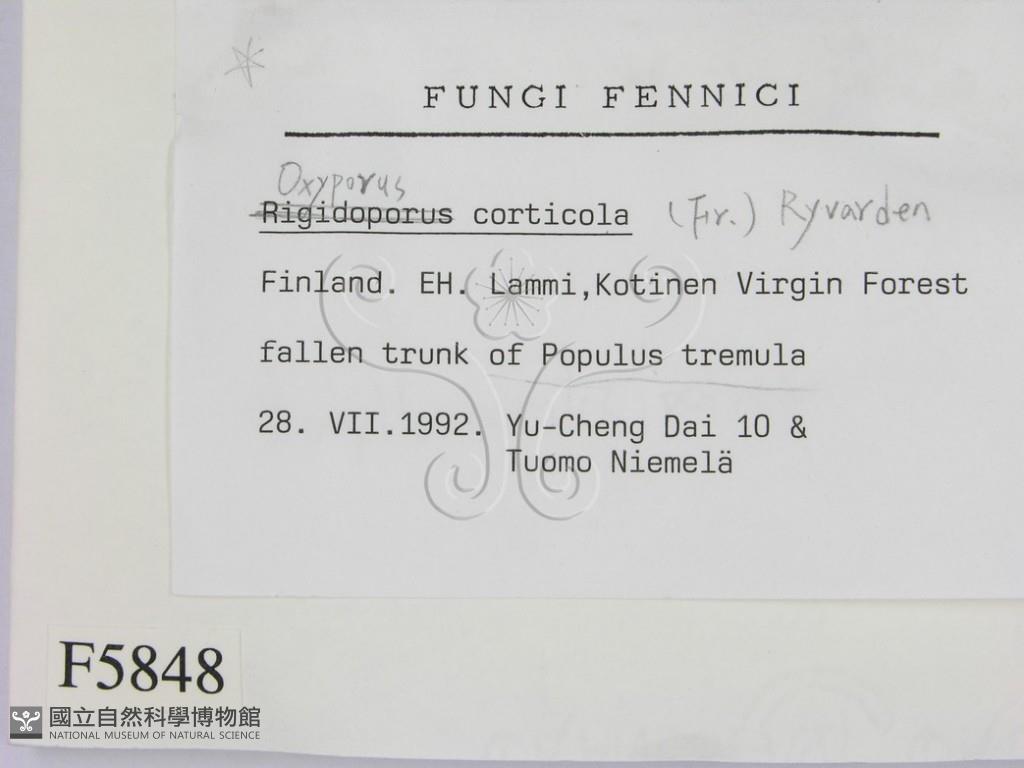 FUNGI FENNICI
Oxyporus
Rigidoporus corticola (Fr.) Ryvarden
Finland. EH. Lammi,Kotinen Virgin Forest
fallen trunk of Populus tremula
28. VII.1992. Yu-Cheng Dai 10 &
Tuomo Niemelä
F5848
國立自然科學博物館
NATIONAL MUSEUM OF NATURAL SCIENCE